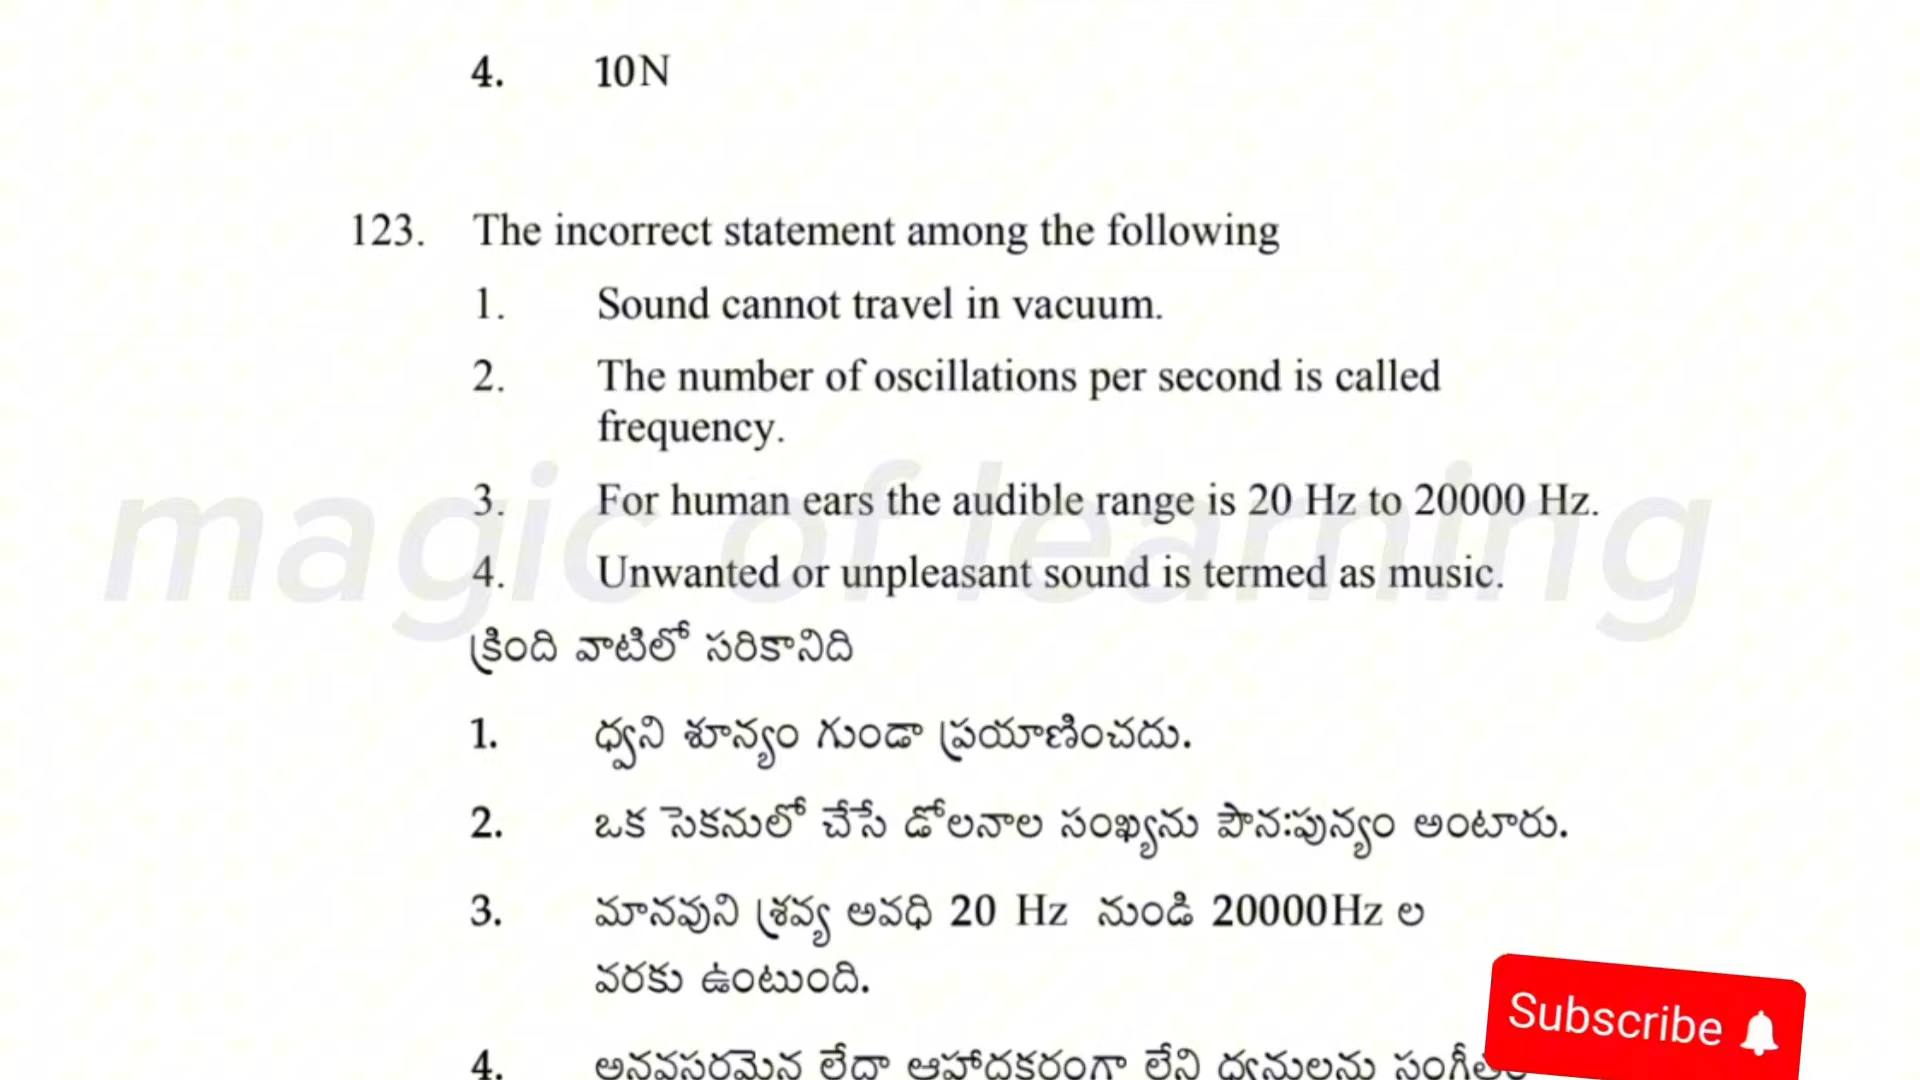 4. 10N
123. The incorrect statement among the following
1. Sound cannot travel in vacuum.
2. The number of oscillations per second is called
frequency.
3. For human ears the audible range is 20 Hz to 20000 Hz.
4. Unwanted or unpleasant sound is termed as music.
magic of learning
క్రింది వాటిలో సరికానిది
1. ధ్వని శూన్యం గుండా ప్రయాణించదు.
2. ఒక సెకనులో చేసే డోలనాల సంఖ్యను పౌనఃపున్యం అంటారు.
3. మానవుని శ్రవ్య అవధి 20 Hz నుండి 20000Hz ల
వరకు ఉంటుంది.
4. అనవసరమైన లేదా ఆహ్లాదకరంగా లేని ధ్వనులను
Subscribe